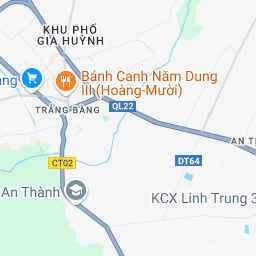 KHU PHỐ
GIA HUỲNH
Bánh Canh Năm Dung
III (Hoàng-Mười)
TRẢNG BÀNG
QL22
AN
CT02
DT64
An Thành
KCX Linh Trung 3